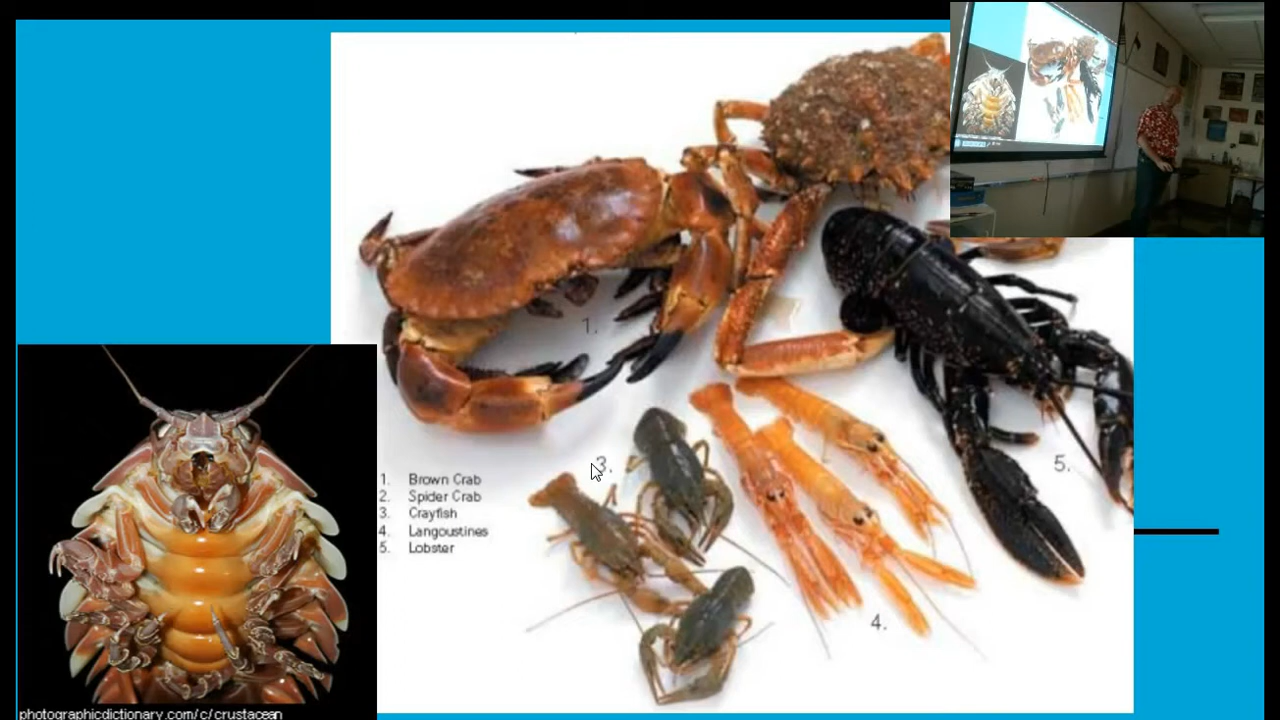 1.
3.
1. Brown Crab
2. Spider Crab
3. Crayfish
4. Langoustines
5. Lobster
5.
4.
photographicdictionary.com/c/crustacean